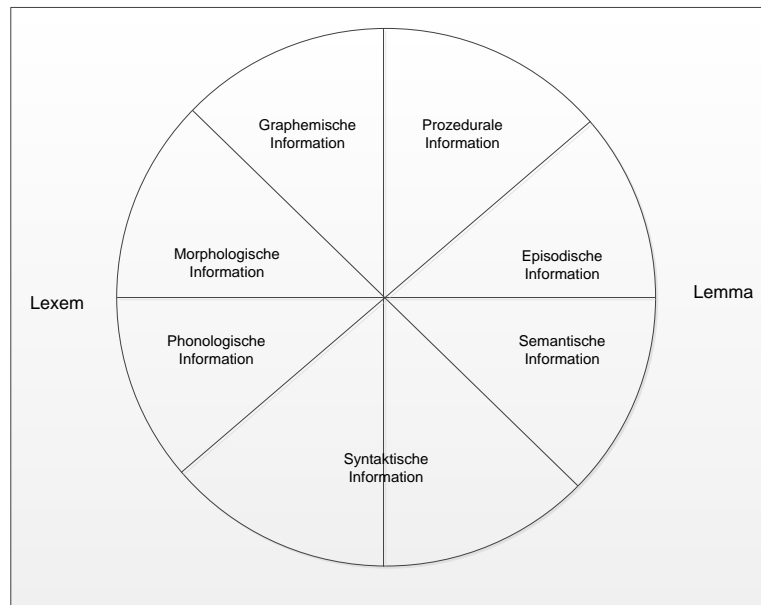 Graphemische
Information
Prozedurale
Information
Morphologische
Information
Episodische
Information
Lexem
Lemma
Phonologische
Information
Semantische
Information
Syntaktische
Information